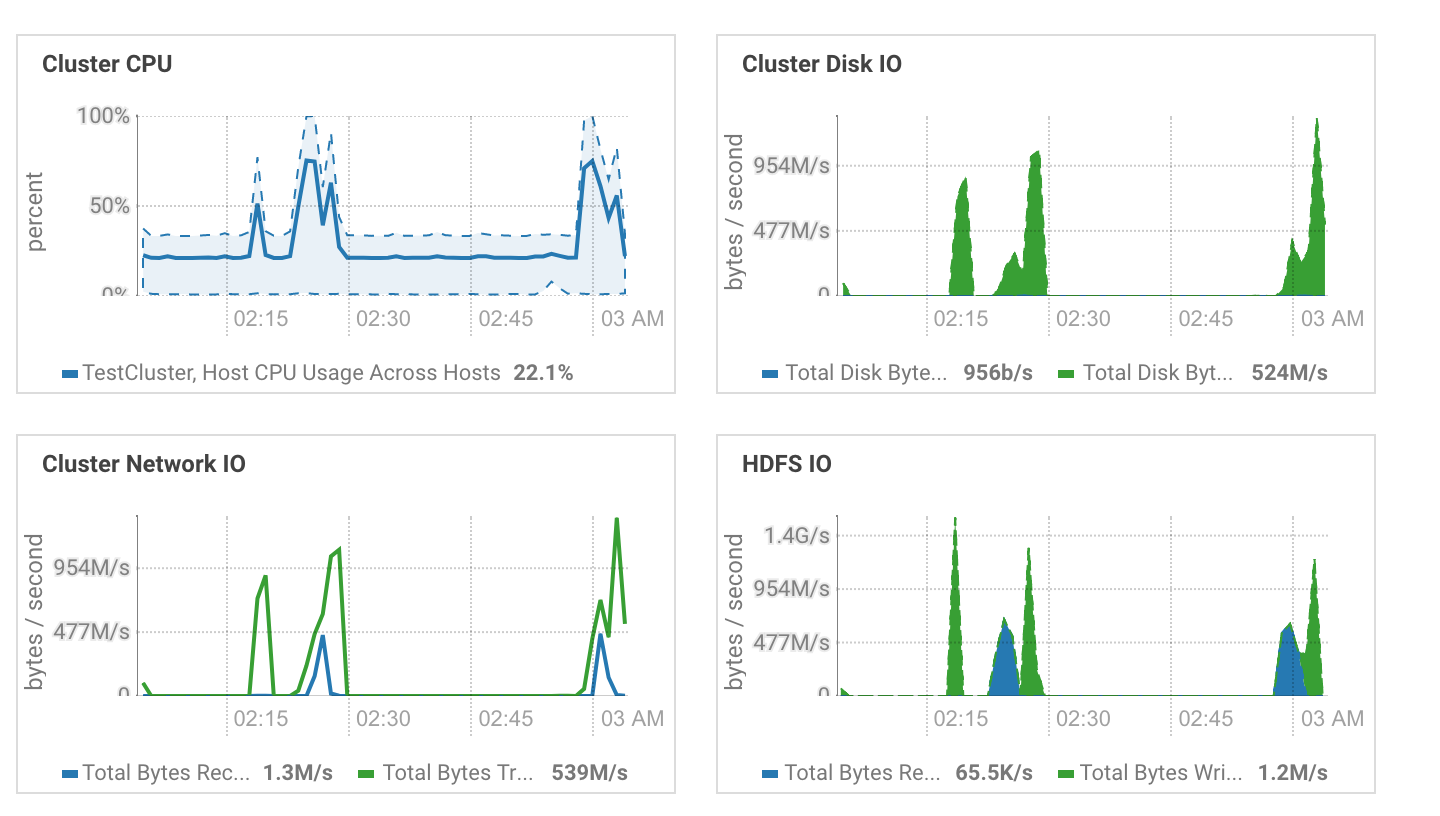 Cluster CPU
percent
100%
50%
0%
02:15 02:30 02:45 03 AM
TestCluster, Host CPU Usage Across Hosts 22.1%
Cluster Disk IO
bytes / second
954M/s
477M/s
0
02:15 02:30 02:45 03 AM
Total Disk Byte... 956b/s Total Disk Byt... 524M/s
Cluster Network IO
bytes / second
954M/s
477M/s
0
02:15 02:30 02:45 03 AM
Total Bytes Rec... 1.3M/s Total Bytes Tr... 539M/s
HDFS IO
bytes / second
1.4G/s
954M/s
477M/s
0
02:15 02:30 02:45 03 AM
Total Bytes Re... 65.5K/s Total Bytes Wri... 1.2M/s